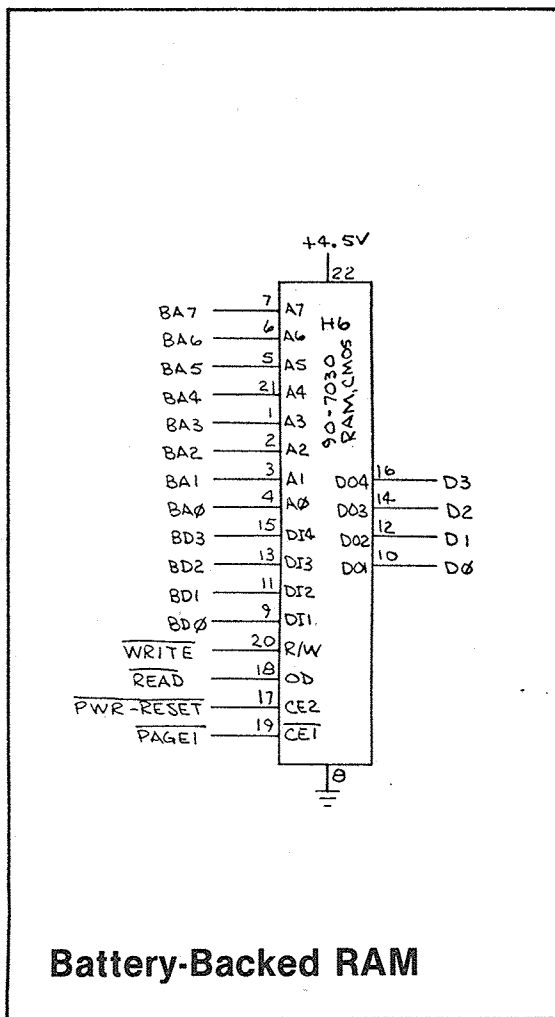 +4.5V
22
BA7 7 A7
BA6 6 A6
BA5 5 A5
BA4 21 A4
BA3 1 A3
BA2 2 A2
BA1 3 A1
BAØ 4 AØ
BD3 15 DI4
BD2 13 DI3
BD1 11 DI2
BDØ 9 DI1
WRITE 20 R/W
READ 18 OD
PWR-RESET 17 CE2
PAGE1 19 CE1
H6
90-7030
RAM, CMOS
DO4 16 D3
DO3 14 D2
DO2 12 D1
DO1 10 DØ
8
Battery-Backed RAM